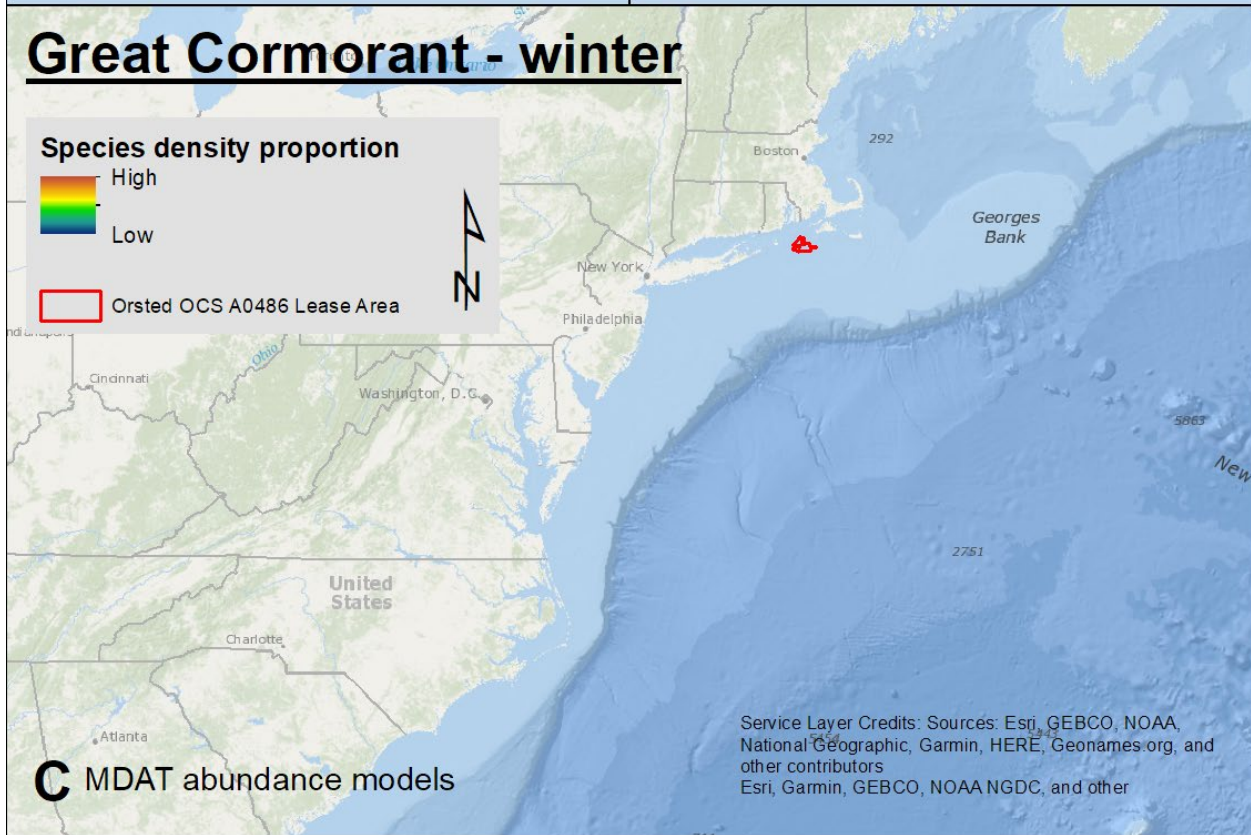 Great Cormorant - winter
Species density proportion
High
Low
Orsted OCS A0486 Lease Area
N
Boston
292
Georges
Bank
New York
Philadelphia
Ohio
Cincinnati
Washington, D.C.
5863
New
2751
United
States
Charlotte
Atlanta
Service Layer Credits: Sources: Esri, GEBCO, NOAA,
National Geographic, Garmin, HERE, Geonames.org, and
other contributors
Esri, Garmin, GEBCO, NOAA NGDC, and other
5443
C MDAT abundance models